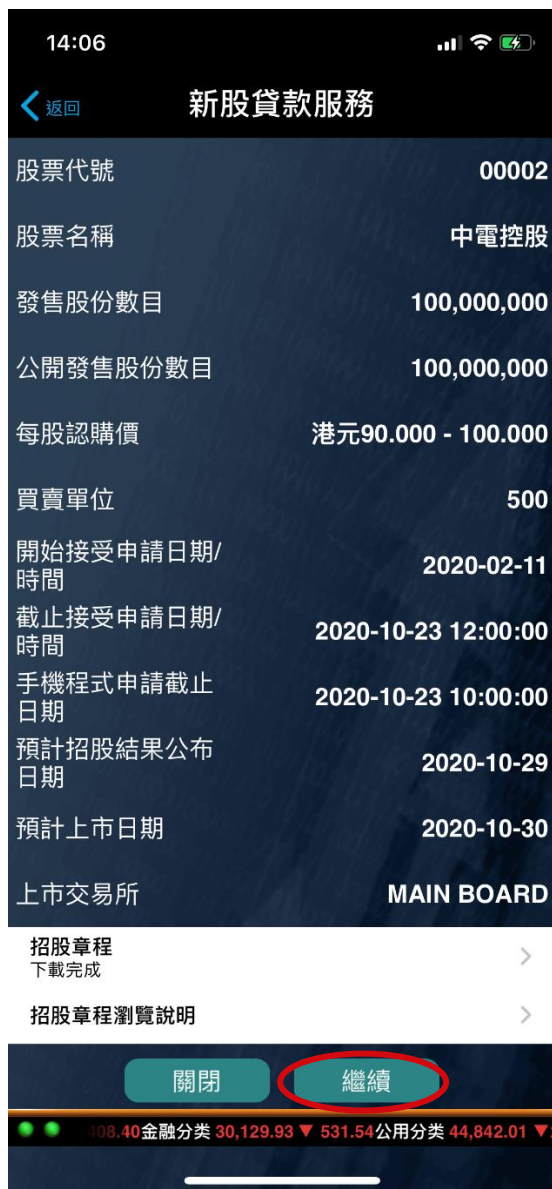 14:06
返回 新股貸款服務
股票代號 00002
股票名稱 中電控股
發售股份數目 100,000,000
公開發售股份數目 100,000,000
每股認購價 港元90.000 - 100.000
買賣單位 500
開始接受申請日期/
時間 2020-02-11
截止接受申請日期/
時間 2020-10-23 12:00:00
手機程式申請截止
日期 2020-10-23 10:00:00
預計招股結果公布
日期 2020-10-29
預計上市日期 2020-10-30
上市交易所 MAIN BOARD
招股章程
下載完成
招股章程瀏覽說明
關閉 繼續
08.40金融分类 30,129.93 ▼ 531.54公用分类 44,842.01 ▼